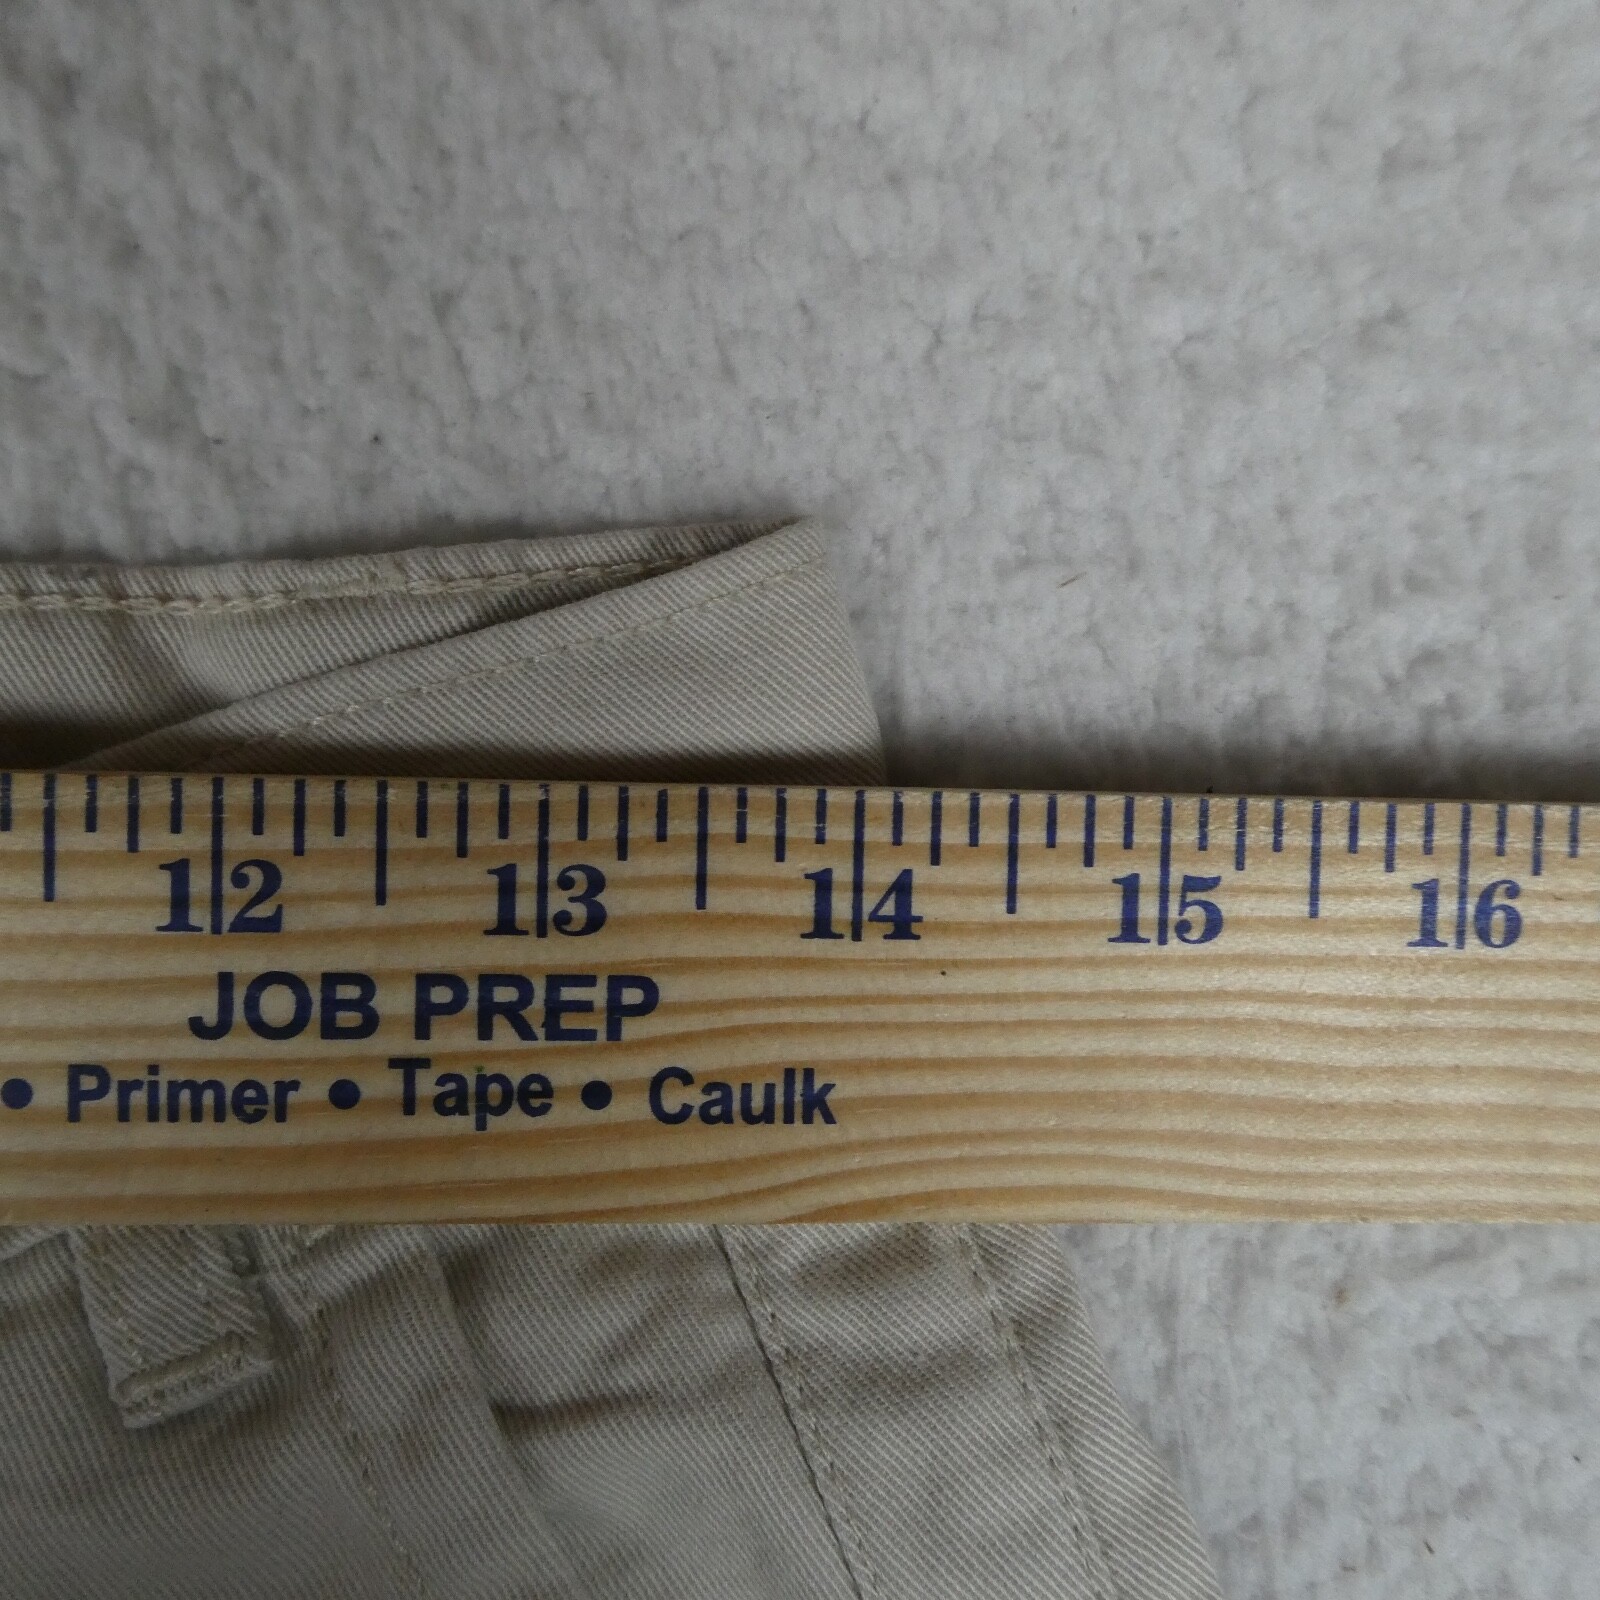 12 13 14 15 16
JOB PREP
• Primer • Tape • Caulk